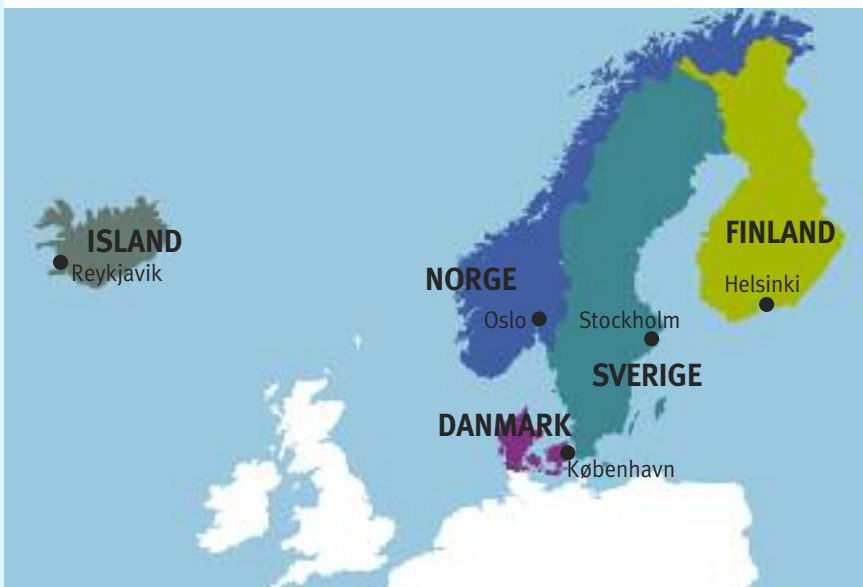 ISLAND
Reykjavik
NORGE
Oslo
FINLAND
Helsinki
Stockholm
SVERIGE
DANMARK
København